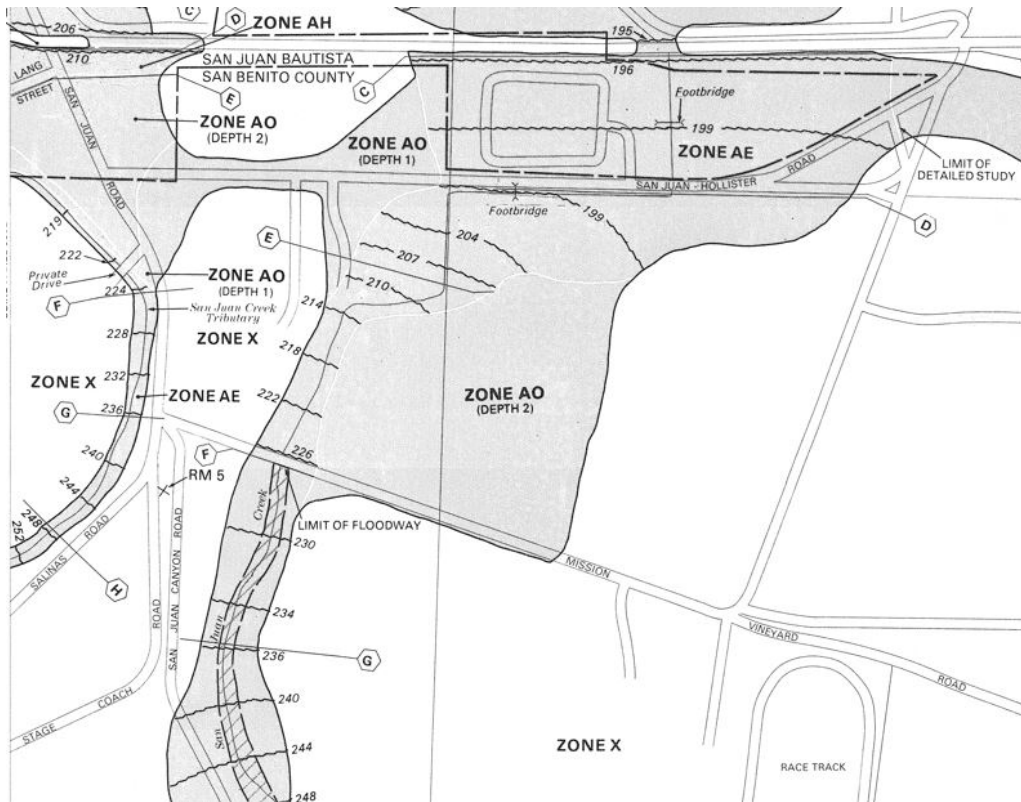 C
D
ZONE AH
206
210
195
SAN JUAN BAUTISTA
SAN BENITO COUNTY
196
LANG
STREET
E
C
Footbridge
SAN JUAN
ROAD
ZONE AO
(DEPTH 2)
ZONE AO
(DEPTH 1)
199
ZONE AE
LIMIT OF
DETAILED STUDY
SAN JUAN - HOLLISTER
ROAD
Footbridge
199
219
222
E
204
D
Private
Drive
224
ZONE AO
(DEPTH 1)
207
210
F
San Juan Creek
Tributary
214
228
ZONE X
218
232
ZONE X
ZONE AE
ZONE AO
(DEPTH 2)
G
236
222
240
F
226
RM 5
244
LIMIT OF FLOODWAY
248
252
Creek
230
SALINAS ROAD
MISSION
H
234
Juan
VINEYARD
ROAD
SAN JUAN CANYON ROAD
236
G
STAGE COACH
ROAD
240
San
244
ZONE X
RACE TRACK
248